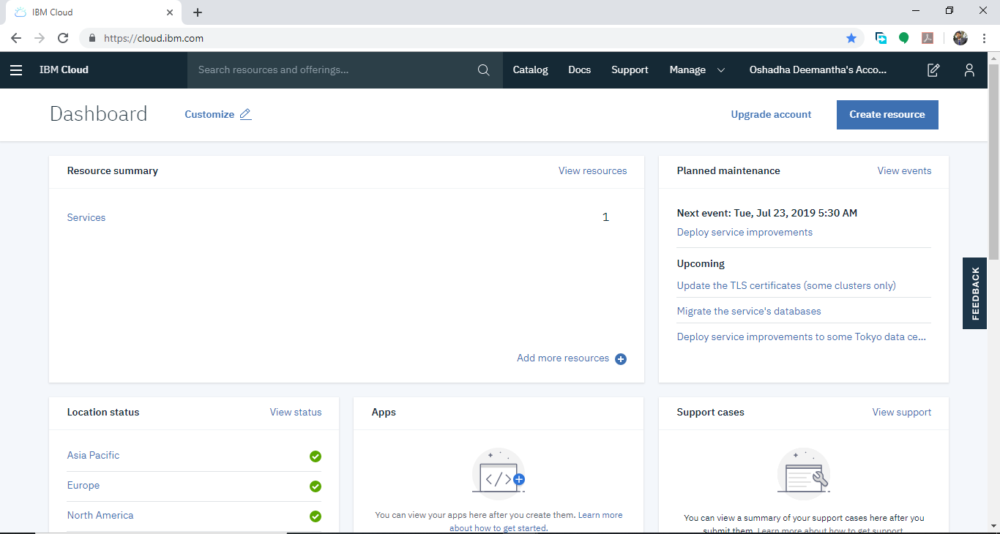 IBM Cloud
https://cloud.ibm.com
IBM Cloud
Search resources and offerings...
Catalog
Docs
Support
Manage
Oshadha Deemantha's Acco...
Dashboard
Customize
Upgrade account
Create resource
Resource summary
View resources
Services
1
Add more resources
Planned maintenance
View events
Next event: Tue, Jul 23, 2019 5:30 AM
Deploy service improvements
Upcoming
Update the TLS certificates (some clusters only)
Migrate the service's databases
Deploy service improvements to some Tokyo data ce...
FEEDBACK
Location status
View status
Asia Pacific
Europe
North America
Apps
You can view your apps here after you create them. Learn more
about how to get started.
Support cases
View support
You can view a summary of your support cases here after you
submit them. Learn more about how to get support.